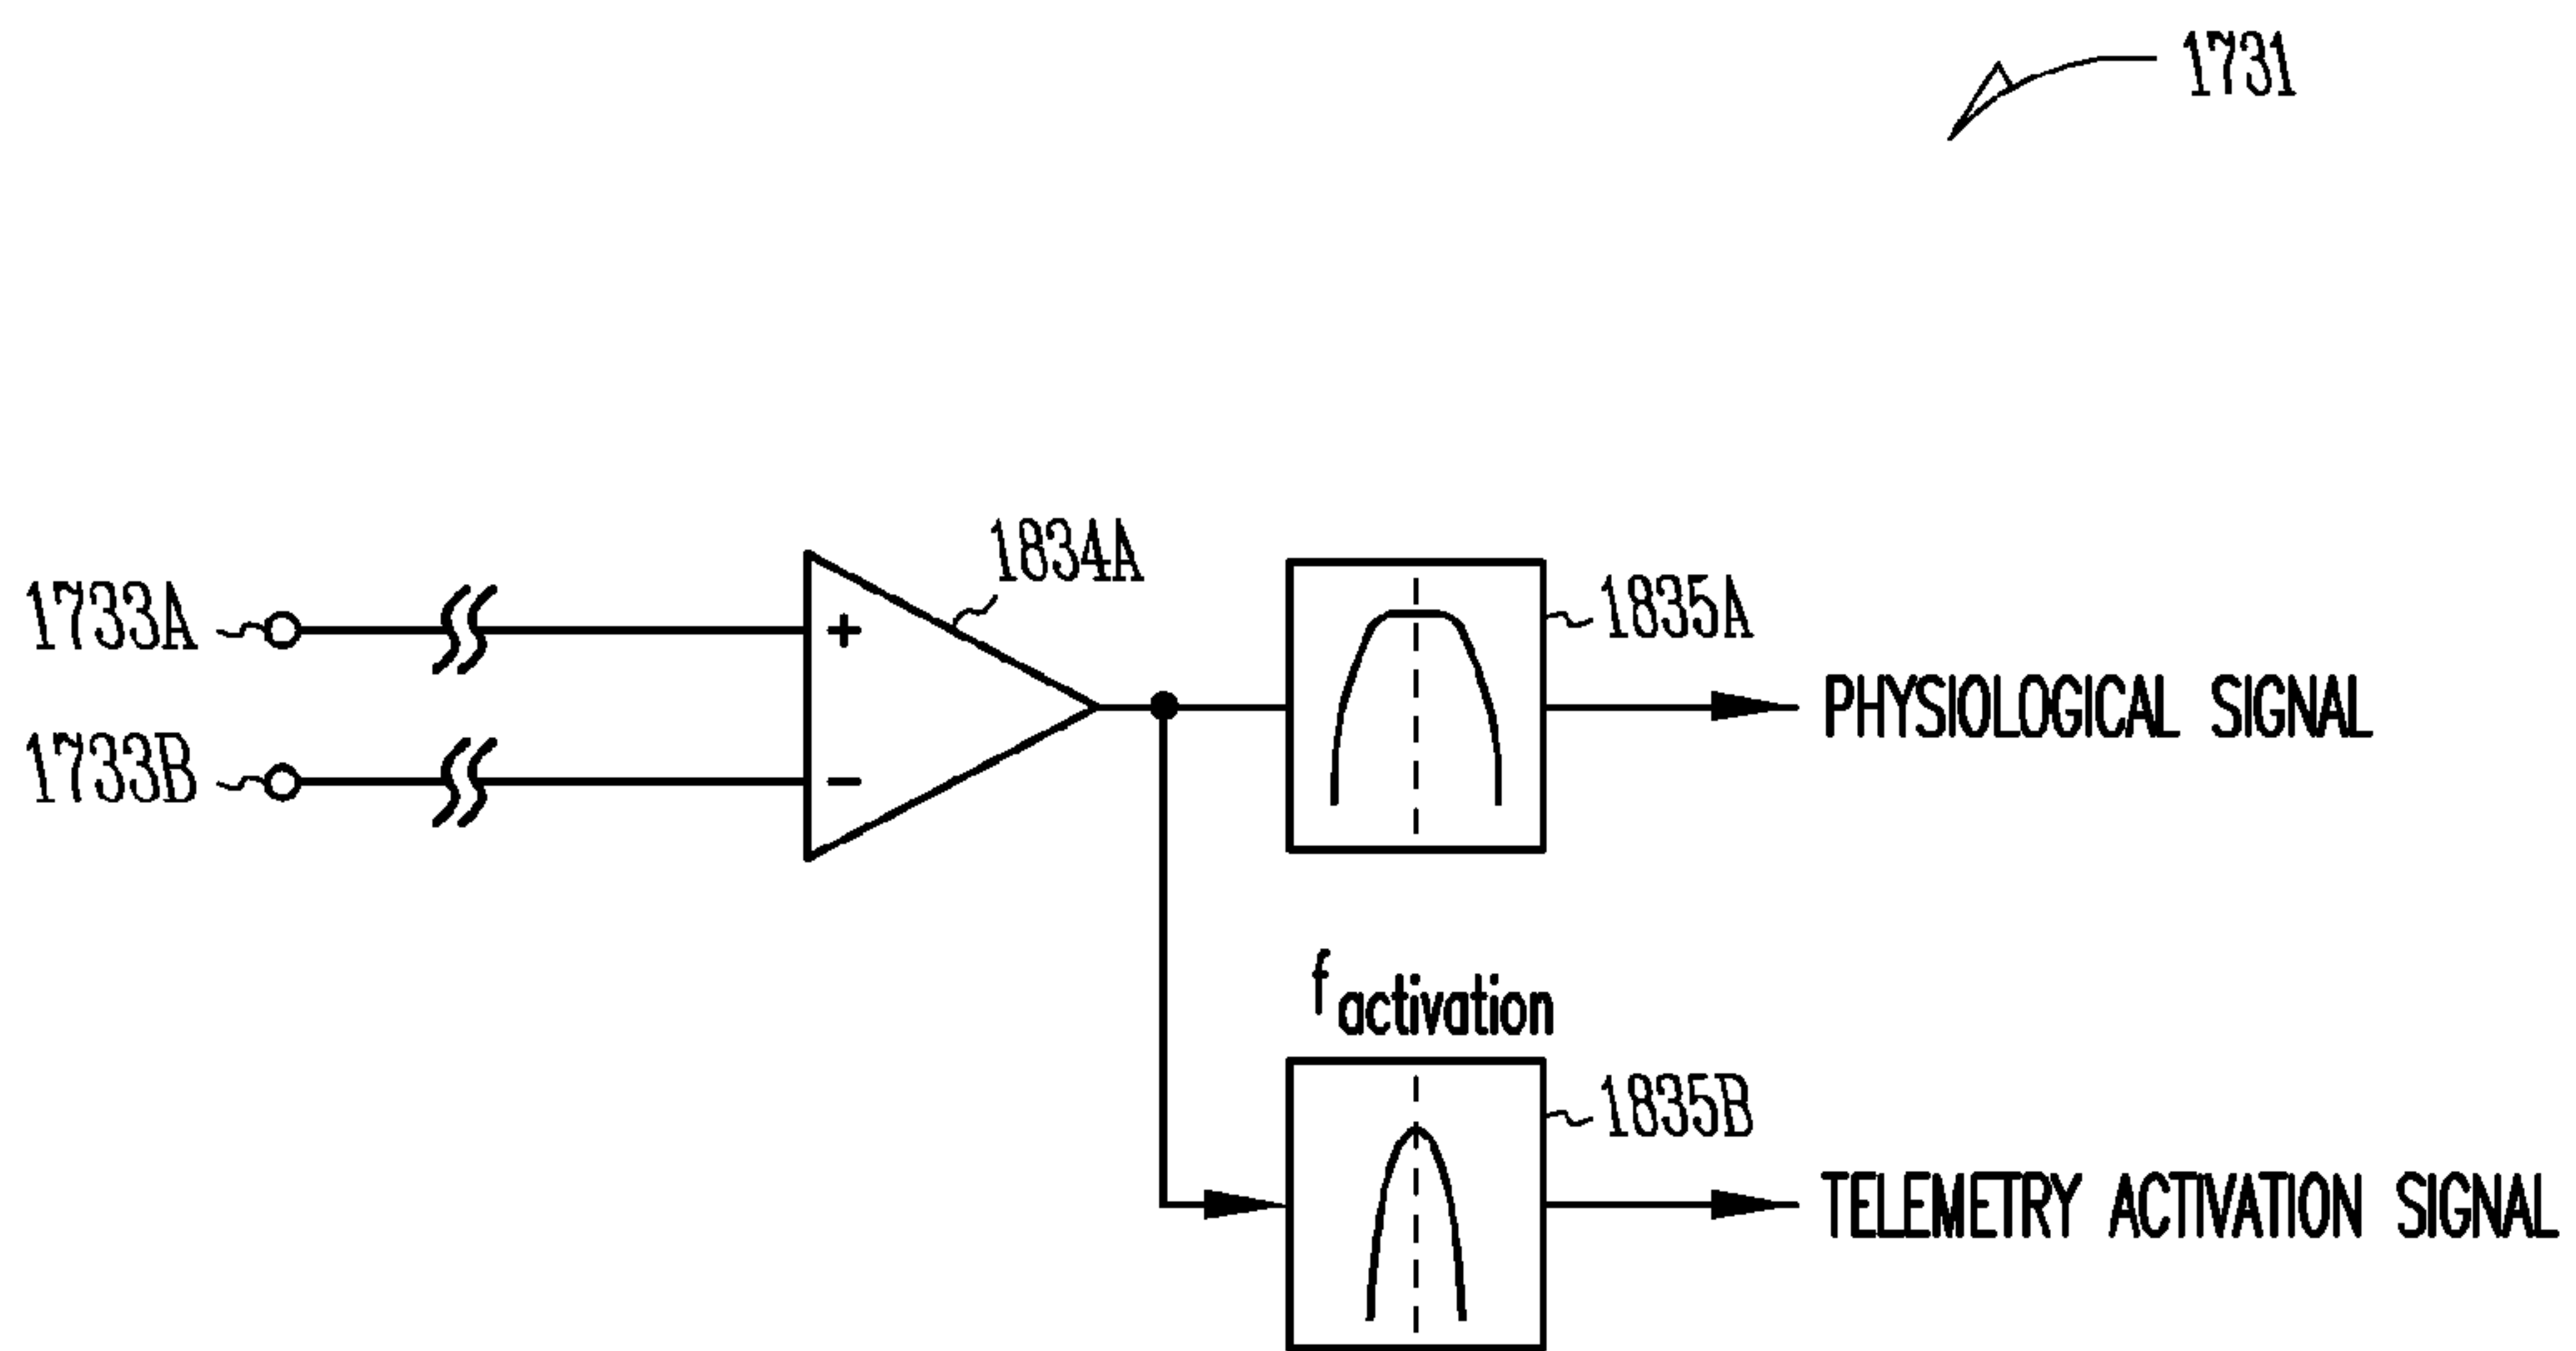 1731
1834A
1733A
+
1835A
PHYSIOLOGICAL SIGNAL
1733B
-
f activation
1835B
TELEMETRY ACTIVATION SIGNAL